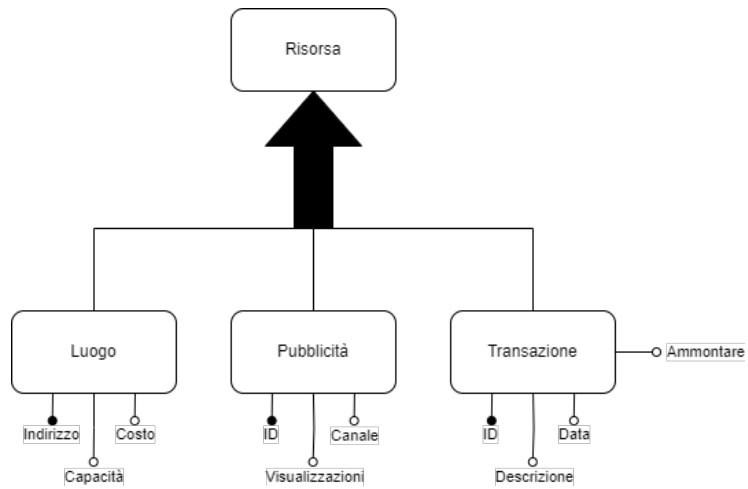 Risorsa
Luogo
Pubblicità
Transazione
Ammontare
Indirizzo
Costo
Capacità
ID
Canale
Visualizzazioni
ID
Data
Descrizione